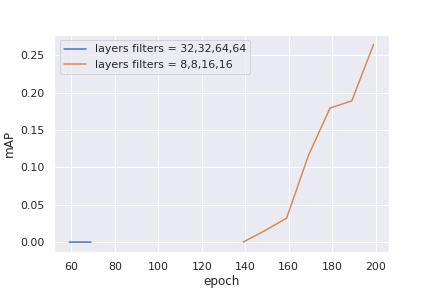 layers filters = 32,32,64,64
layers filters = 8,8,16,16
0.25
0.20
0.15
0.10
0.05
0.00
mAP
60 80 100 120 140 160 180 200
epoch